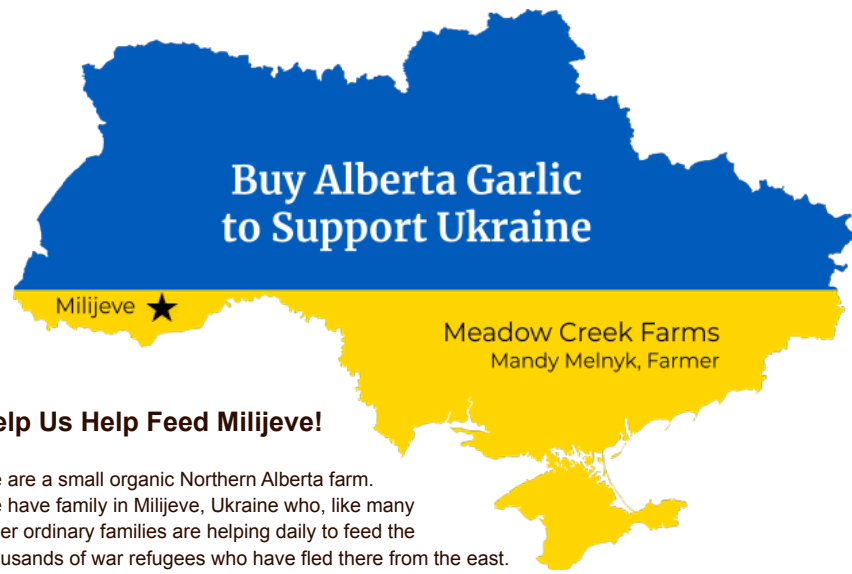 Buy Alberta Garlic
to Support Ukraine
Milijeve
Meadow Creek Farms
Mandy Melnyk, Farmer
elp Us Help Feed Milijeve!
e are a small organic Northern Alberta farm.
e have family in Milijeve, Ukraine who, like many
er ordinary families are helping daily to feed the
ousands of war refugees who have fled there from the east.